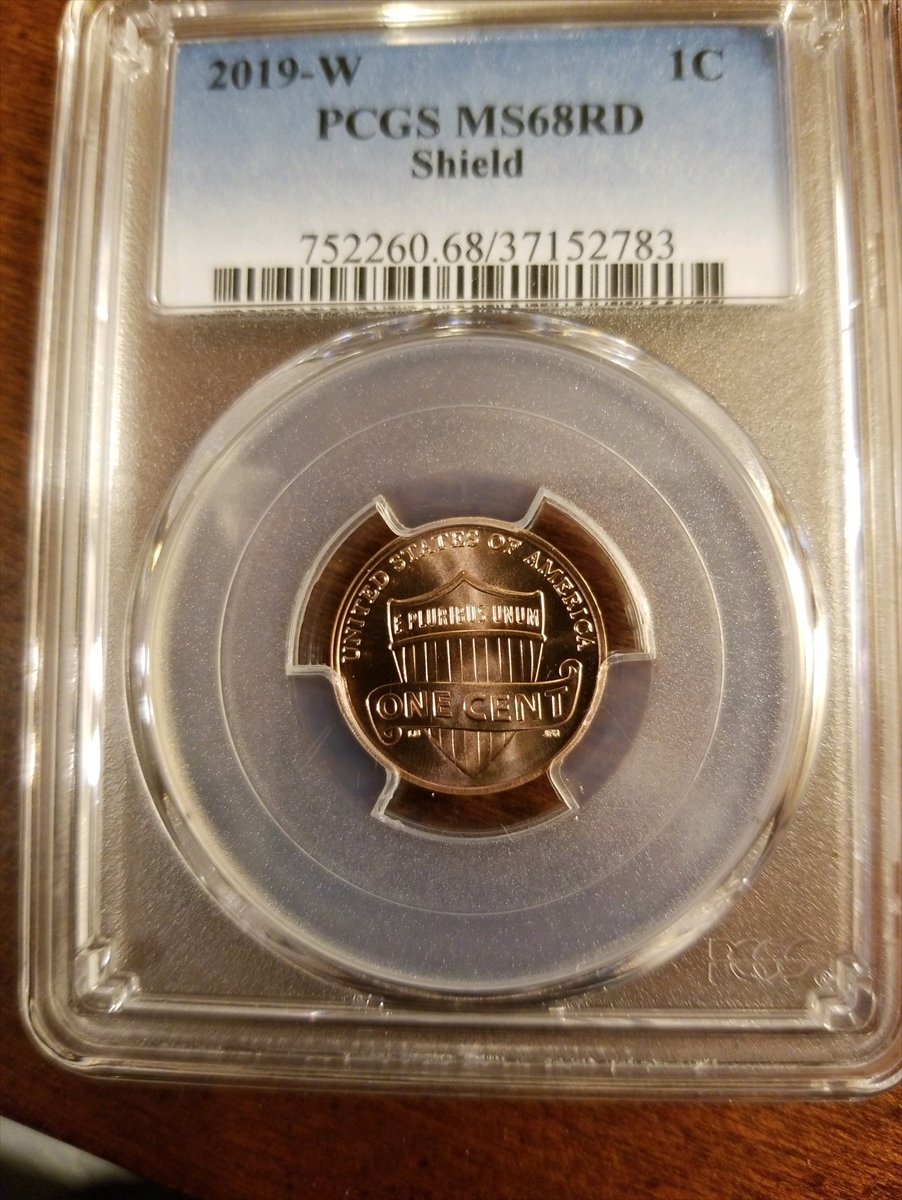 2019-W 1C
PCGS MS68RD
Shield
752260.68/37152783
UNITED STATES OF AMERICA
E PLURIBUS UNUM
ONE CENT
PCGS